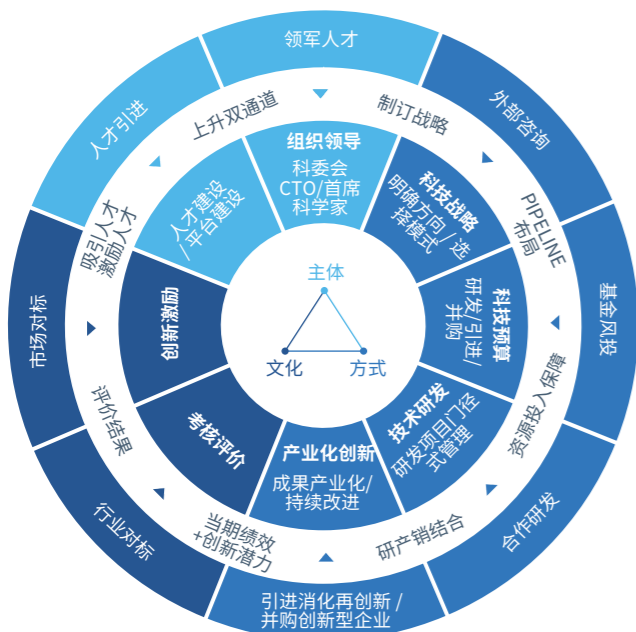 领军人才
外部咨询
基金风投
合作研发
引进消化再创新 /
并购创新型企业
行业对标
市场对标
人才引进
上升双通道
制订战略
PIPELINE
布局
资源投入保障
研产销结合
当期绩效
+创新潜力
评价结果
吸引人才
激励人才
组织领导
科委会
CTO/首席
科学家
科技战略
明确方向 / 选
择模式
科技预算
研发/引进/
并购
技术研发
研发项目门径
式管理
产业化创新
成果产业化/
持续改进
考核评价
创新激励
人才建设
/ 平台建设
主体
文化
方式